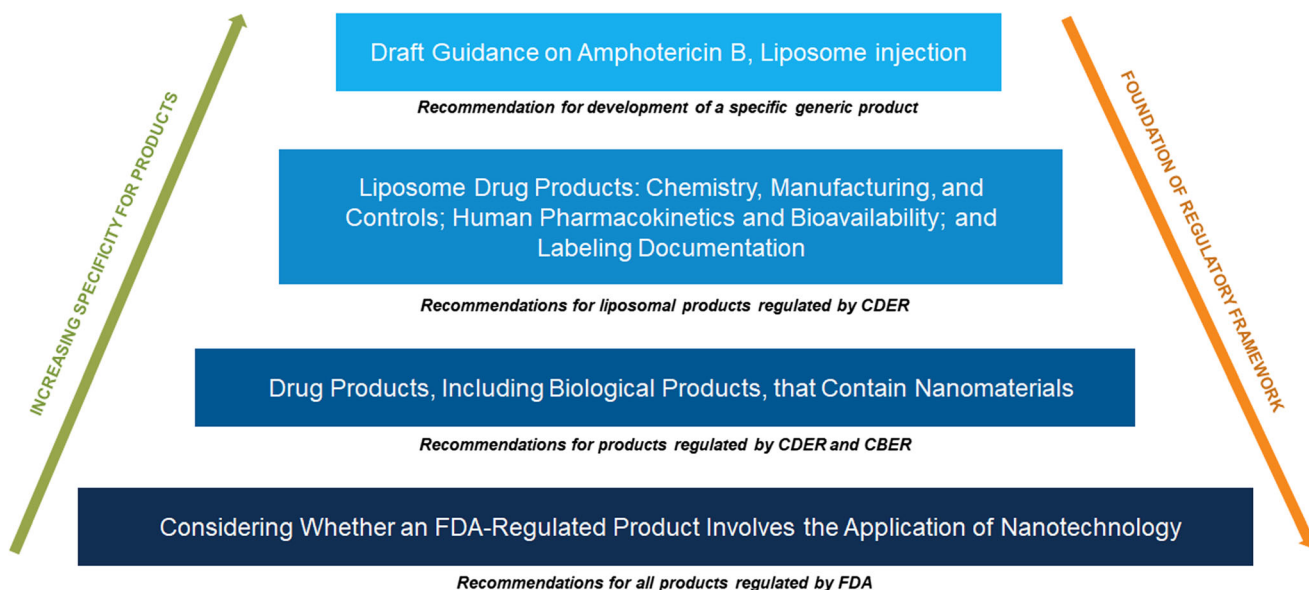 Draft Guidance on Amphotericin B, Liposome injection
Recommendation for development of a specific generic product
Liposome Drug Products: Chemistry, Manufacturing, and
Controls; Human Pharmacokinetics and Bioavailability; and
Labeling Documentation
Recommendations for liposomal products regulated by CDER
Drug Products, Including Biological Products, that Contain Nanomaterials
Recommendations for products regulated by CDER and CBER
Considering Whether an FDA-Regulated Product Involves the Application of Nanotechnology
Recommendations for all products regulated by FDA
INCREASING SPECIFICITY FOR PRODUCTS
FOUNDATION OF REGULATORY FRAMEWORK